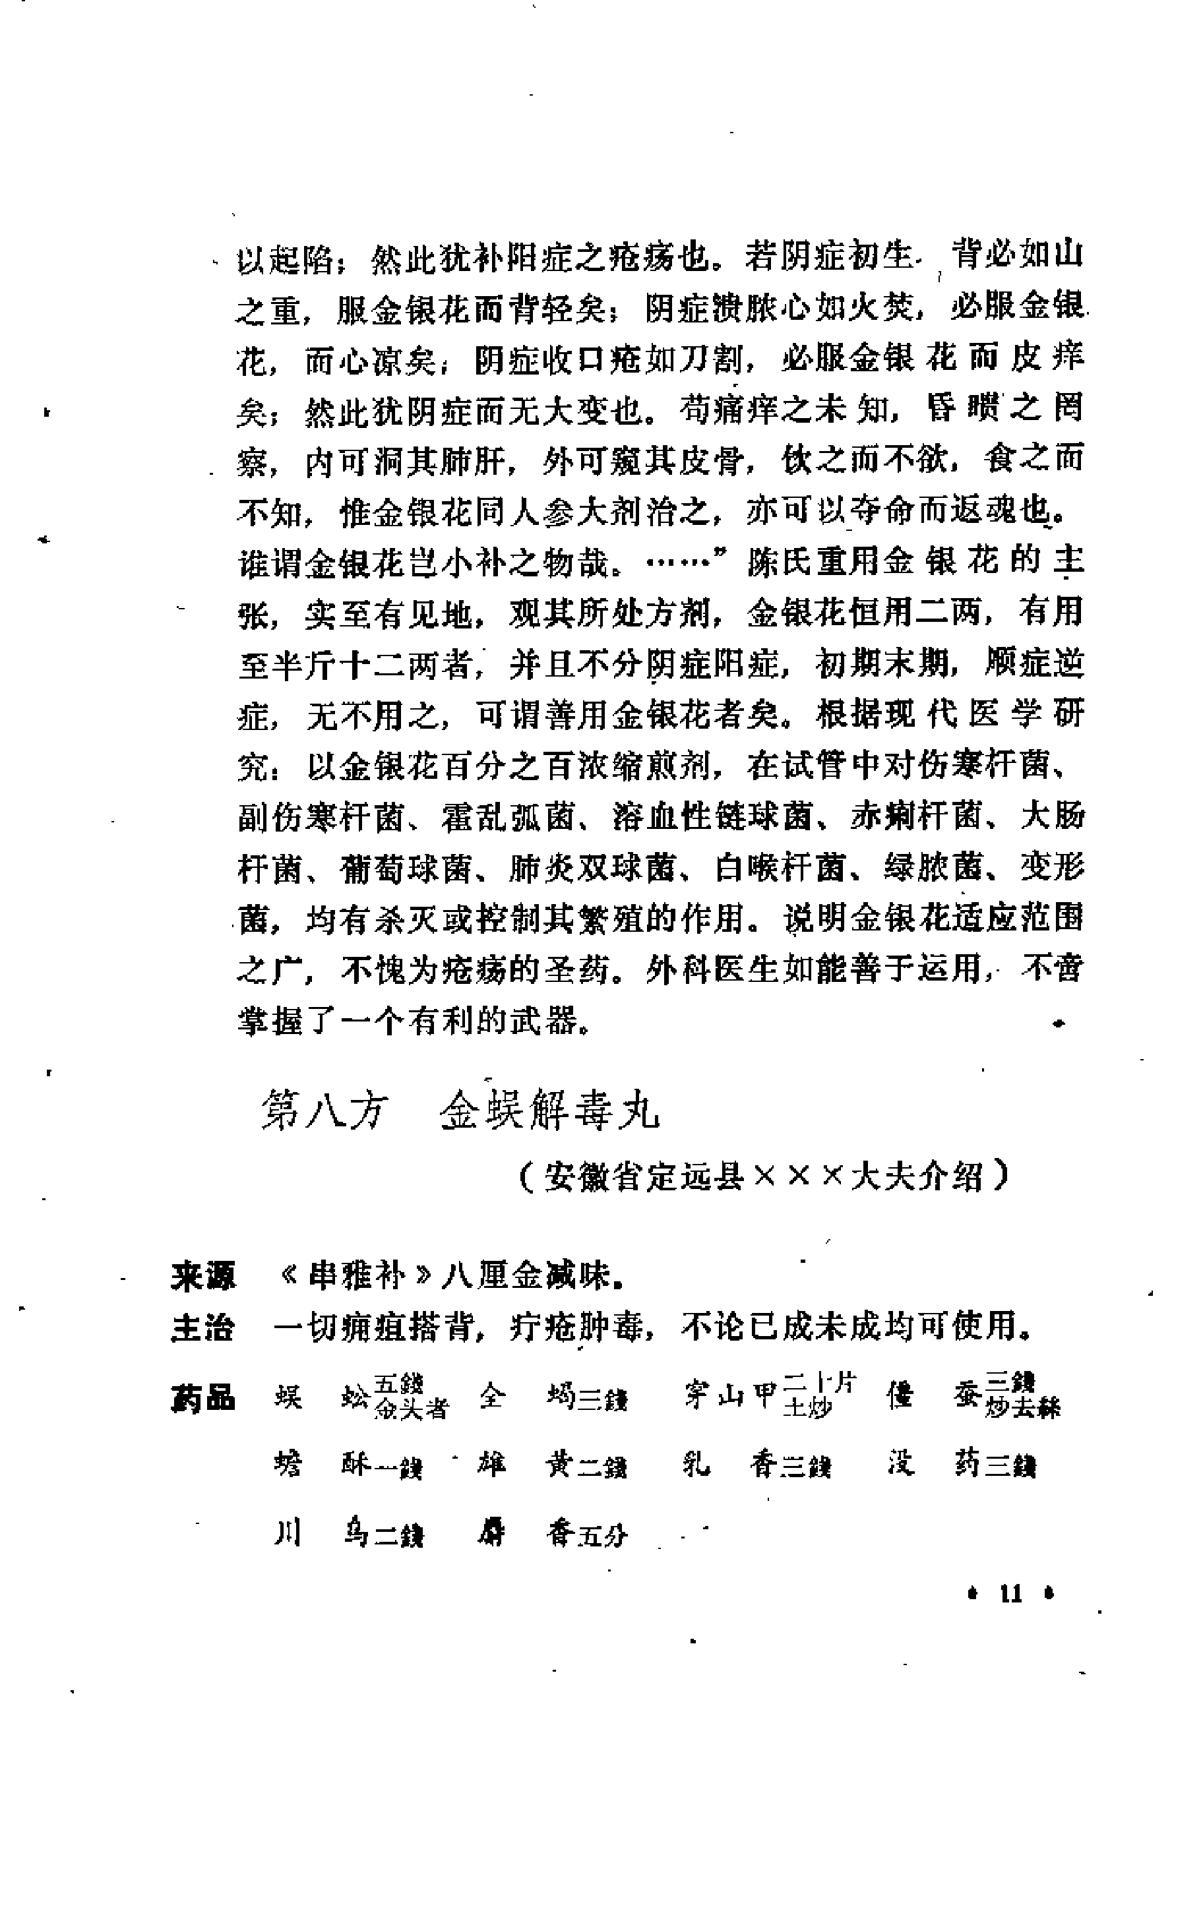 以起陷；然此犹补阳症之疮疡也。若阴症初生，背必如山
之重，服金银花而背轻矣；阴症溃脓心如火焚，必服金银
花，而心凉矣；阴症收口疮如刀割，必服金银花而皮痒
矣；然此犹阴症而无大变也。苟痛痒之未知，昏瞆之罔
察，内可洞其肺肝，外可窥其皮骨，饮之而不欲，食之而
不知，惟金银花同人参大剂治之，亦可以夺命而返魂也。
谁谓金银花岂小补之物哉。……”陈氏重用金银花的主
张，实至有见地，观其所处方剂，金银花恒用二两，有用
至半斤十二两者，并且不分阴症阳症，初期末期，顺症逆
症，无不用之，可谓善用金银花者矣。根据现代医学研
究：以金银花百分之百浓缩煎剂，在试管中对伤寒杆菌、
副伤寒杆菌、霍乱弧菌、溶血性链球菌、赤痢杆菌、大肠
杆菌、葡萄球菌、肺炎双球菌、白喉杆菌、绿脓菌、变形
菌，均有杀灭或控制其繁殖的作用。说明金银花适应范围
之广，不愧为疮疡的圣药。外科医生如能善于运用，不啻
掌握了一个有利的武器。
第八方　金蜈解毒丸
（安徽省定远县×××大夫介绍）
来源　《串雅补》八厘金减味。
主治　一切痈疽搭背，疔疮肿毒，不论已成未成均可使用。
药品　蜈　蚣五錢金头者　全　蝎三錢　穿山甲二十片土炒　僵　蚕三錢炒去絲
蟾　酥一錢　雄　黄二錢　乳　香三錢　没　药三錢
川　乌二錢　麝　香五分
• 11 •